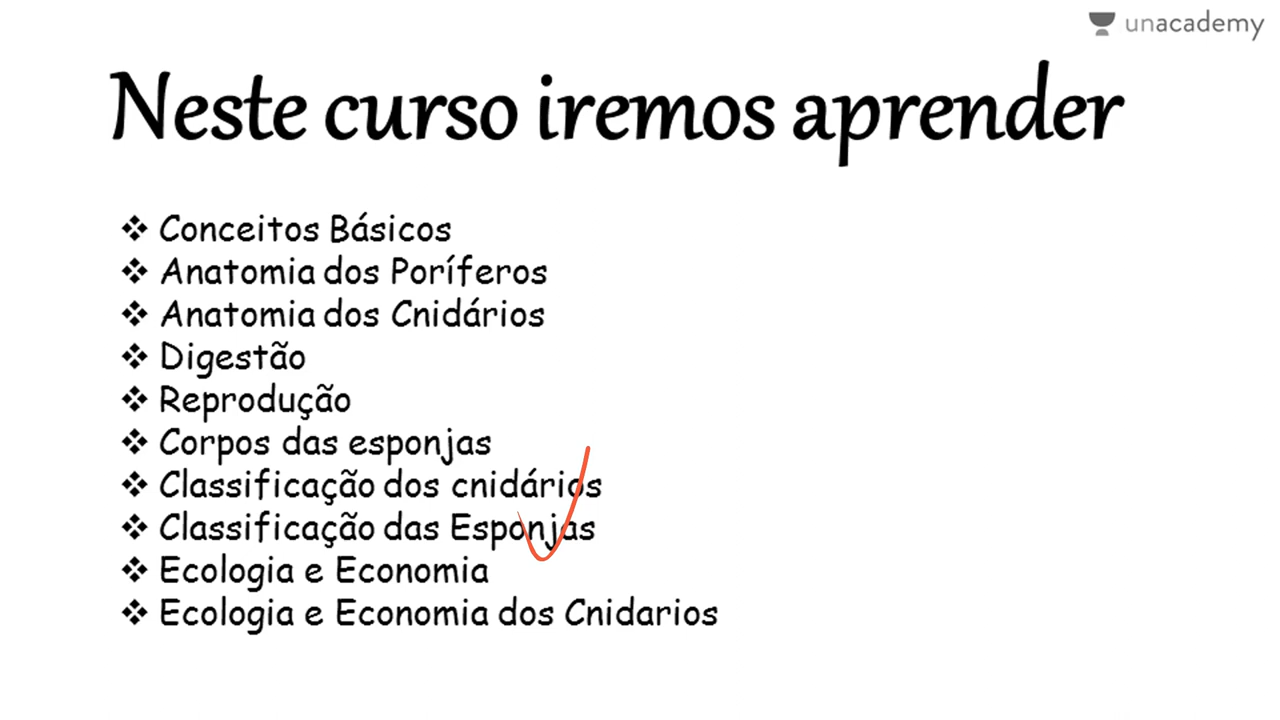 unacademy
Neste curso iremos aprender
❖ Conceitos Básicos
❖ Anatomia dos Poríferos
❖ Anatomia dos Cnidários
❖ Digestão
❖ Reprodução
❖ Corpos das esponjas
❖ Classificação dos cnidários
❖ Classificação das Esponjas
❖ Ecologia e Economia
❖ Ecologia e Economia dos Cnidarios